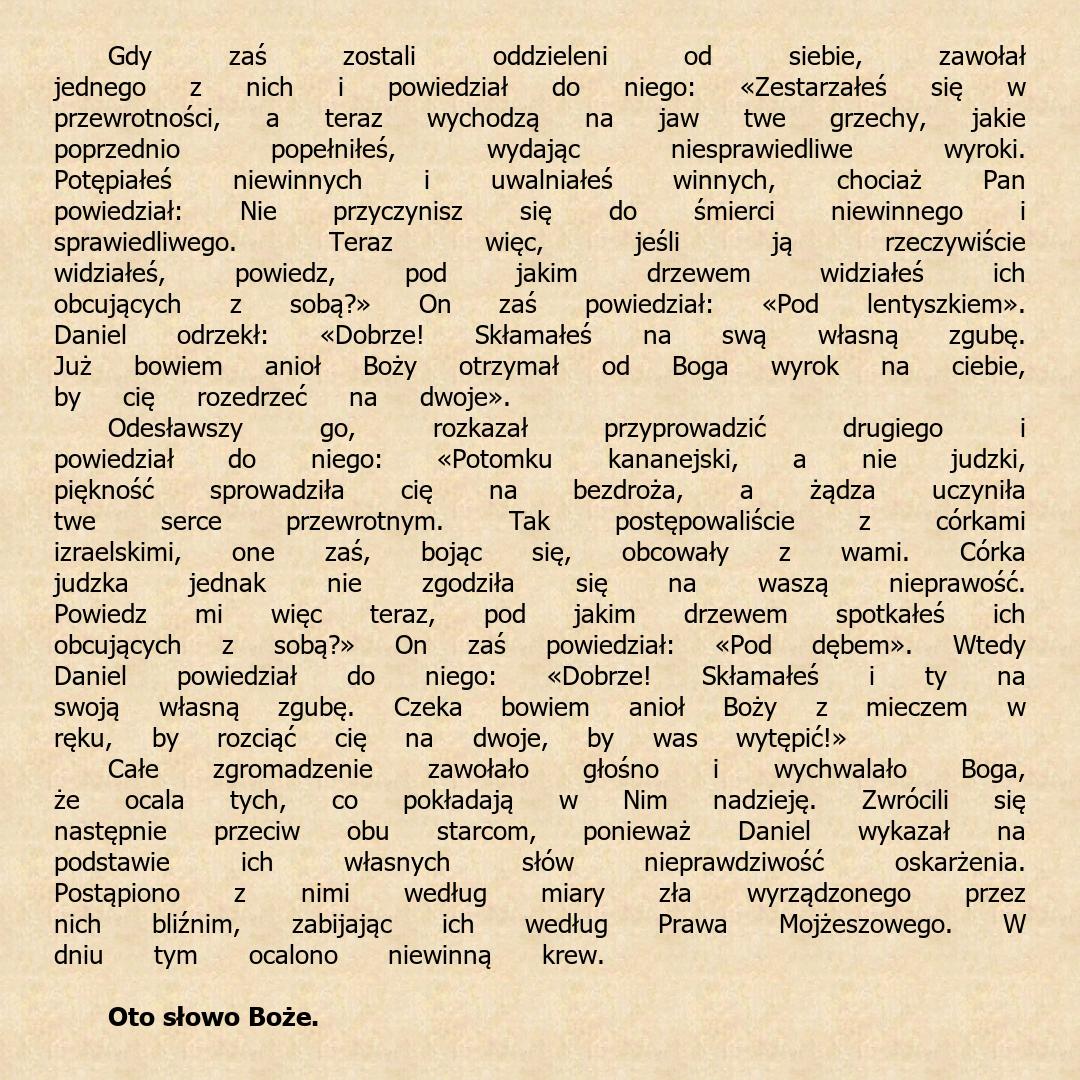 Gdy zaś zostali oddzieleni od siebie, zawołał
jednego z nich i powiedział do niego: «Zestarzałeś się w
przewrotności, a teraz wychodzą na jaw twe grzechy, jakie
poprzednio popełniłeś, wydając niesprawiedliwe wyroki.
Potępiałeś niewinnych i uwalniałeś winnych, chociaż Pan
powiedział: Nie przyczynisz się do śmierci niewinnego i
sprawiedliwego. Teraz więc, jeśli ją rzeczywiście
widziałeś, powiedz, pod jakim drzewem widziałeś ich
obcujących z sobą?» On zaś powiedział: «Pod lentyszkiem».
Daniel odrzekł: «Dobrze! Skłamałeś na swą własną zgubę.
Już bowiem anioł Boży otrzymał od Boga wyrok na ciebie,
by cię rozedrzeć na dwoje».
Odesławszy go, rozkazał przyprowadzić drugiego i
powiedział do niego: «Potomku kananejski, a nie judzki,
piękność sprowadziła cię na bezdroża, a żądza uczyniła
twe serce przewrotnym. Tak postępowaliście z córkami
izraelskimi, one zaś, bojąc się, obcowały z wami. Córka
judzka jednak nie zgodziła się na waszą nieprawość.
Powiedz mi więc teraz, pod jakim drzewem spotkałeś ich
obcujących z sobą?» On zaś powiedział: «Pod dębem». Wtedy
Daniel powiedział do niego: «Dobrze! Skłamałeś i ty na
swoją własną zgubę. Czeka bowiem anioł Boży z mieczem w
ręku, by rozciąć cię na dwoje, by was wytępić!»
Całe zgromadzenie zawołało głośno i wychwalało Boga,
że ocala tych, co pokładają w Nim nadzieję. Zwrócili się
następnie przeciw obu starcom, ponieważ Daniel wykazał na
podstawie ich własnych słów nieprawdziwość oskarżenia.
Postąpiono z nimi według miary zła wyrządzonego przez
nich bliźnim, zabijając ich według Prawa Mojżeszowego. W
dniu tym ocalono niewinną krew.
Oto słowo Boże.